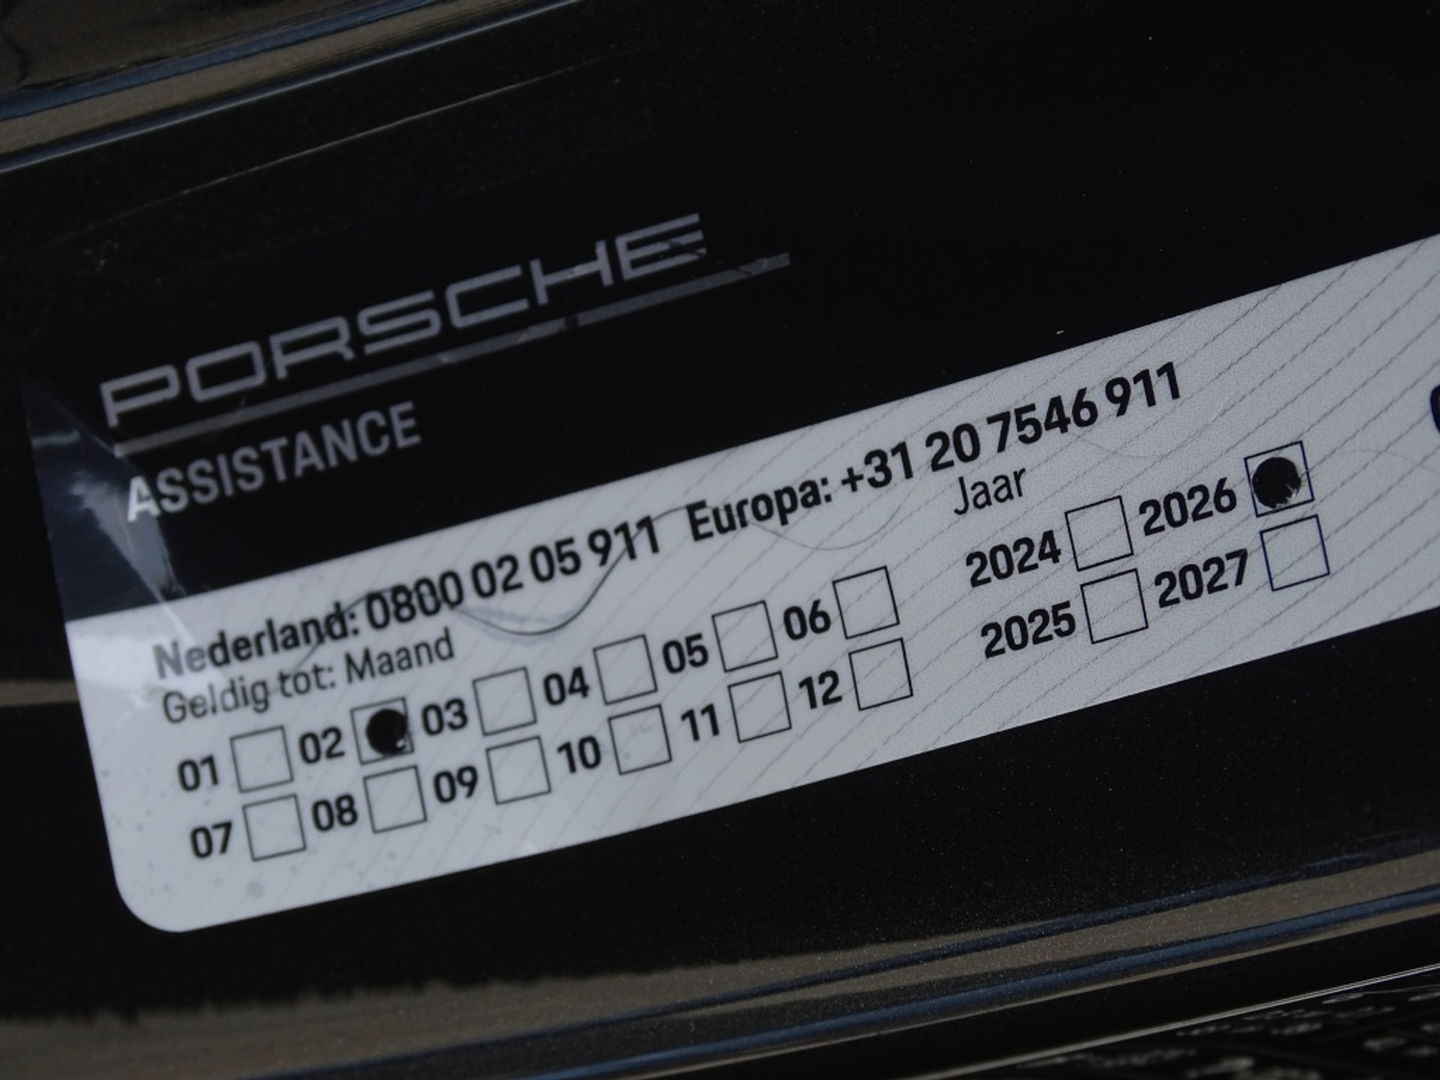 PORSCHE
ASSISTANCE
Nederland: 0800 02 05 911 Europa: +31 20 7546 911
Geldig tot: Maand Jaar
01 02 03 04 05 06 2024 2026
07 08 09 10 11 12 2025 2027